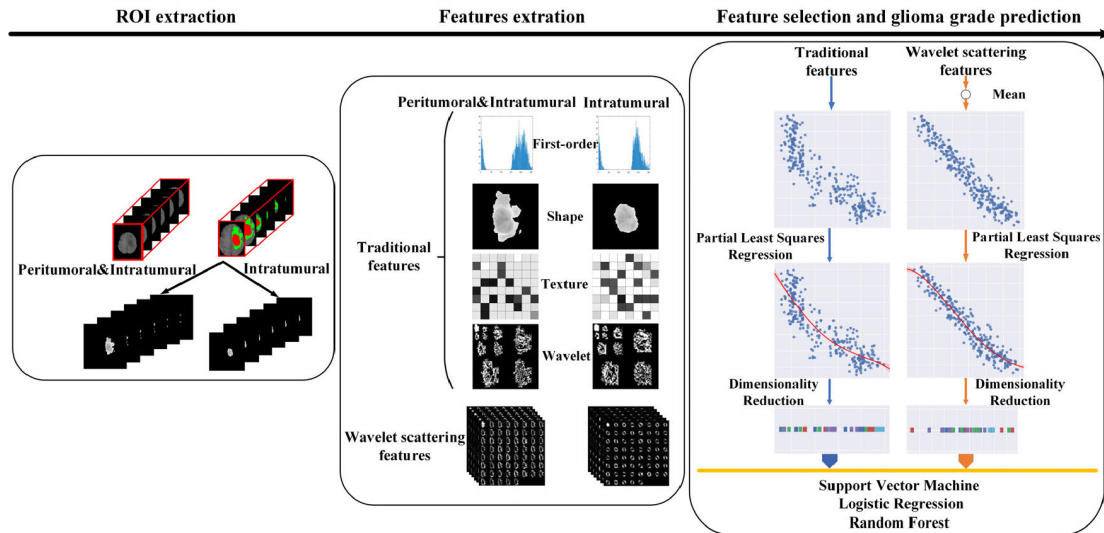 ROI extraction
Features extration
Feature selection and glioma grade prediction
Peritumoral&Intratumural
Intratumural
Peritumoral&Intratumural
Intratumural
First-order
Shape
Traditional
features
Texture
Wavelet
Wavelet scattering
features
Traditional
features
Wavelet scattering
features
Mean
Partial Least Squares
Regression
Partial Least Squares
Regression
Dimensionality
Reduction
Dimensionality
Reduction
Support Vector Machine
Logistic Regression
Random Forest